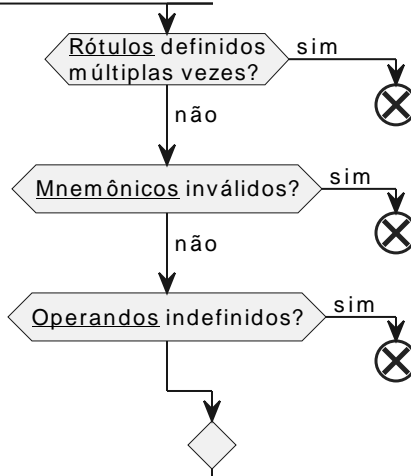 Rótulos definidos
múltiplas vezes?
sim
não
Mnemônicos inválidos?
sim
não
Operandos indefinidos?
sim